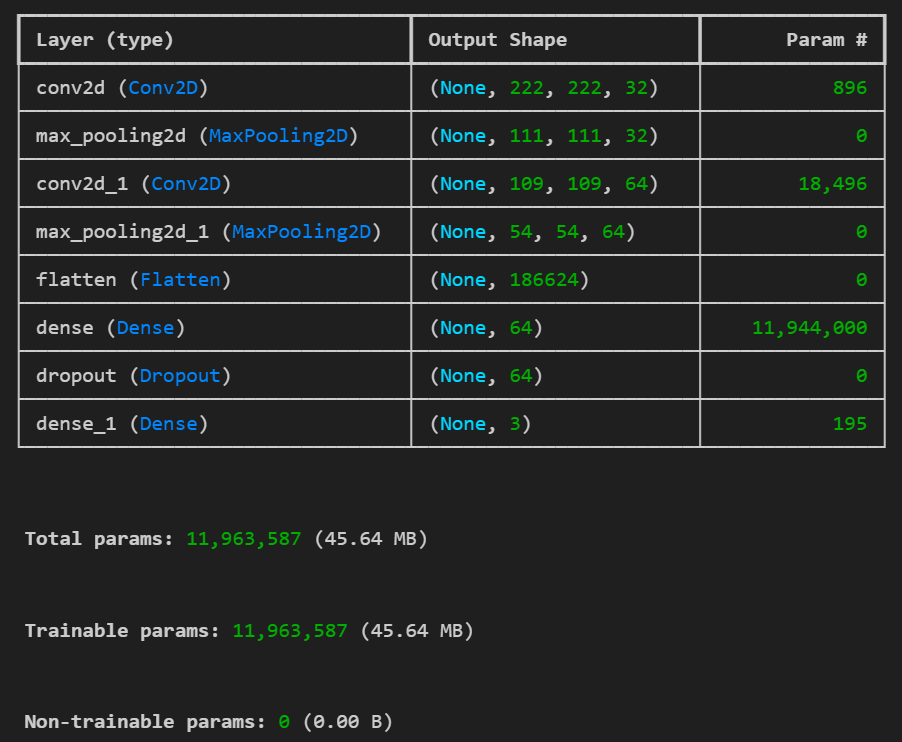 Layer (type) Output Shape Param #
conv2d (Conv2D) (None, 222, 222, 32) 896
max_pooling2d (MaxPooling2D) (None, 111, 111, 32) 0
conv2d_1 (Conv2D) (None, 109, 109, 64) 18,496
max_pooling2d_1 (MaxPooling2D) (None, 54, 54, 64) 0
flatten (Flatten) (None, 186624) 0
dense (Dense) (None, 64) 11,944,000
dropout (Dropout) (None, 64) 0
dense_1 (Dense) (None, 3) 195
Total params: 11,963,587 (45.64 MB)
Trainable params: 11,963,587 (45.64 MB)
Non-trainable params: 0 (0.00 B)